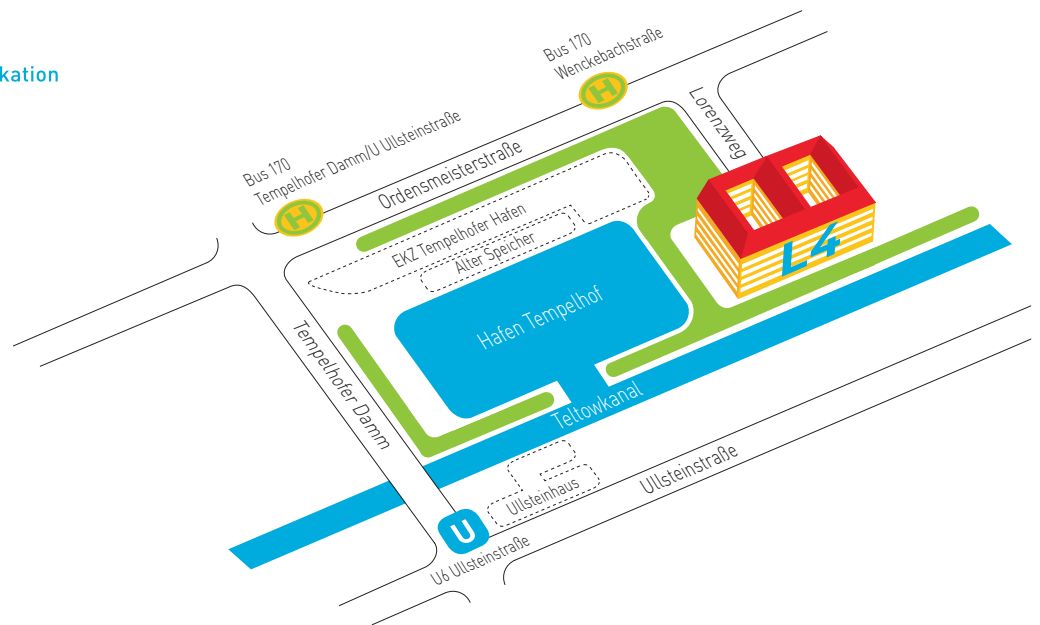 kation
Bus 170
Wenckebachstraße
H
Lorenzweg
Bus 170
Tempelhofer Damm/U Ullsteinstraße
H
Ordensmeisterstraße
EKZ Tempelhofer Hafen
Alter Speicher
L4
Hafen Tempelhof
Tempelhofer Damm
Teltowkanal
Ullsteinhaus
Ullsteinstraße
U
U6 Ullsteinstraße